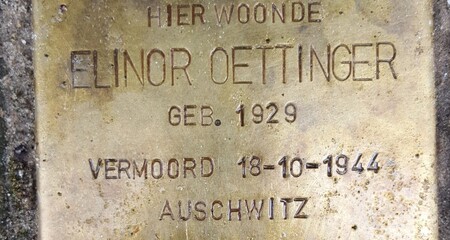 HIER WOONDE
ELINOR OETTINGER
GEB. 1929
VERMOORD 18-10-1944
AUSCHWITZ